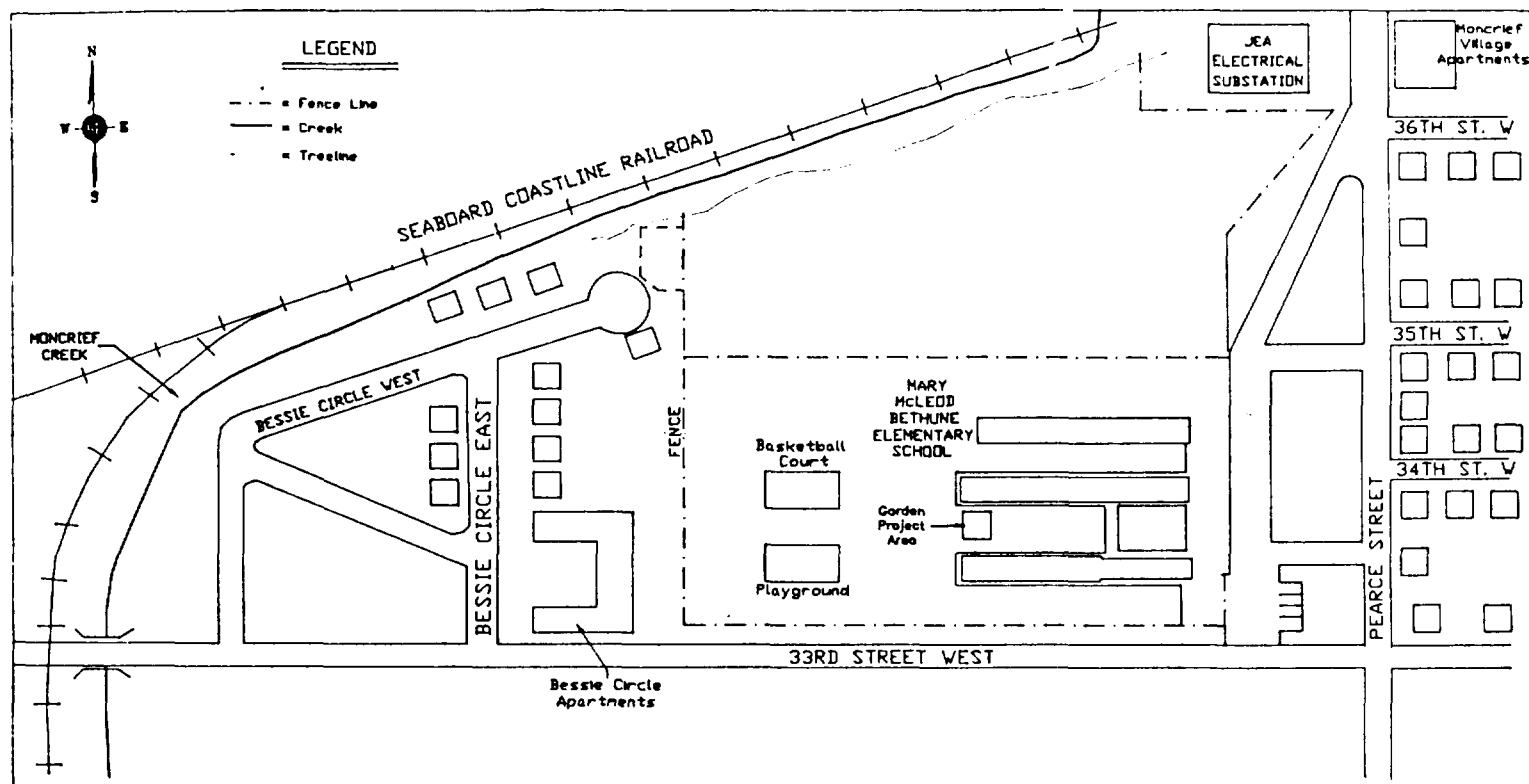 LEGEND
N
W
E
S
= Fence Line
= Creek
= Treeline
SEABOARD COASTLINE RAILROAD
JEA
ELECTRICAL
SUBSTATION
Moncrief
Village
Apartments
36TH ST. W
35TH ST. W
34TH ST. W
MONCRIEF
CREEK
BESSIE CIRCLE WEST
BESSIE CIRCLE EAST
FENCE
MARY
McLEOD
BETHUNE
ELEMENTARY
SCHOOL
Basketball
Court
Garden
Project
Area
Playground
PEARCE STREET
33RD STREET WEST
Bessie Circle
Apartments